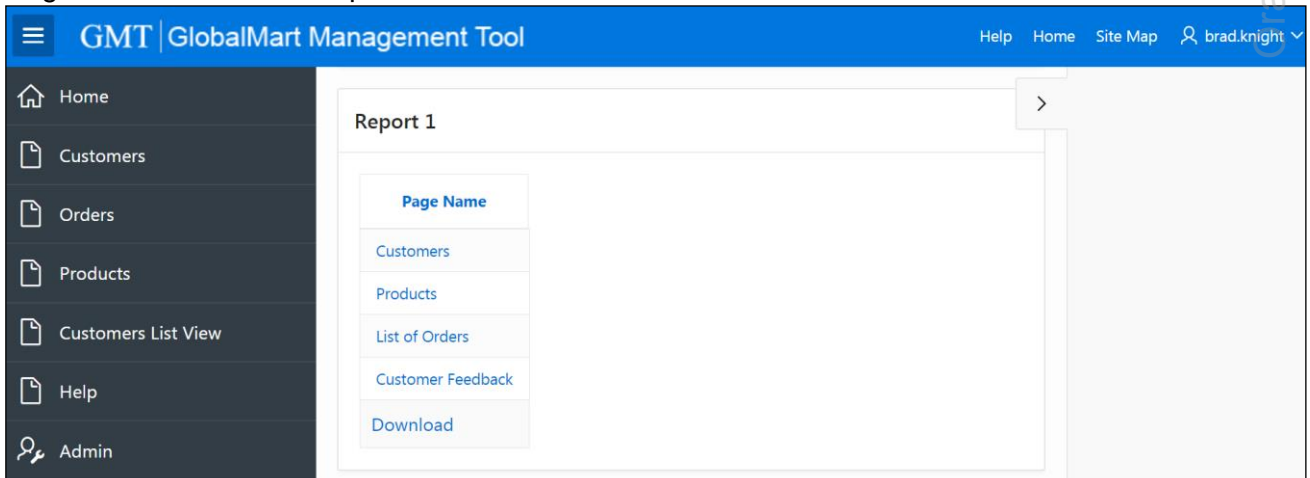 GMT GlobalMart Management Tool
Help Home Site Map brad.knight
Home
Customers
Orders
Products
Customers List View
Help
Admin
Report 1
Page Name
Customers
Products
List of Orders
Customer Feedback
Download